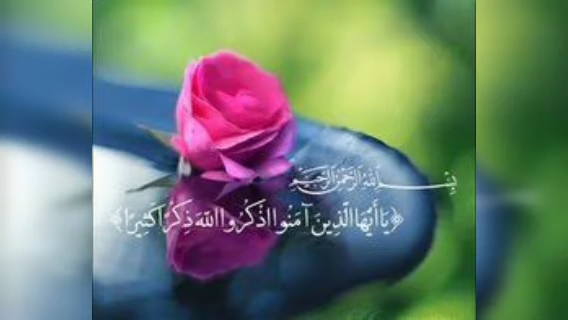 بِسْمِ اللَّهِ الرَّحْمَٰنِ الرَّحِيمِ
﴿يَا أَيُّهَا الَّذِينَ آمَنُوا اذْكُرُوا اللَّهَ ذِكْرًا كَثِيرًا﴾